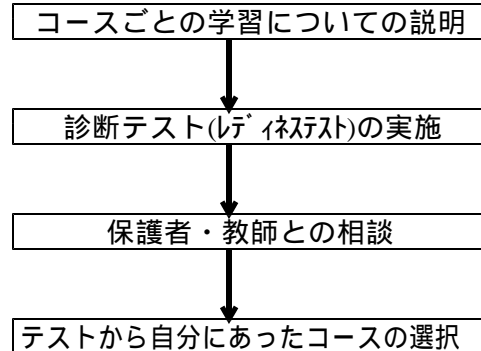 コースごとの学習についての説明
診断テスト(ﾚﾃﾞｨﾈｽﾃｽﾄ)の実施
保護者・教師との相談
テストから自分にあったコースの選択